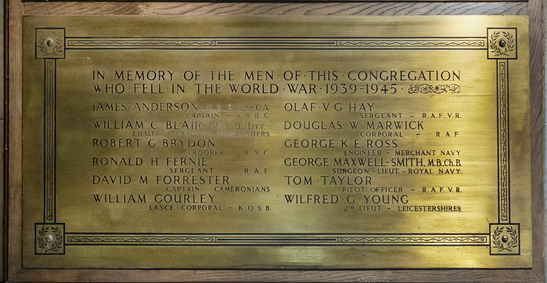 IN MEMORY OF THE MEN OF THIS CONGREGATION
WHO FELL IN THE WORLD WAR · 1939-1945 ·
JAMES ANDERSON
CAPTAIN -
WILLIAM C BLAIR
LIEUT
ROBERT G BRYDON
TROOPER - R.A.C
RONALD H FERNIE
SERGEANT - R.A.F
DAVID M FORRESTER
CAPTAIN - CAMERONIANS
WILLIAM GOURLEY
LANCE-CORPORAL - K.O.S.B
OLAF V G HAY
SERGEANT - R.A.F.V.R.
DOUGLAS W MARWICK
CORPORAL - R.A.F
GEORGE K E ROSS
ENGINEER - MERCHANT NAVY
GEORGE MAXWELL-SMITH, M.B.Ch.B.
SURGEON-LIEUT - ROYAL NAVY
TOM TAYLOR
PILOT OFFICER - R.A.F.V.R.
WILFRED G YOUNG
2ND LIEUT - LEICESTERSHIRES